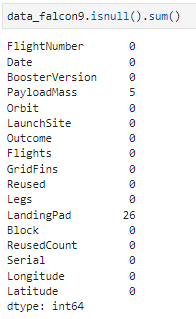 data_falcon9.isnull().sum()
FlightNumber 0
Date 0
BoosterVersion 0
PayloadMass 5
Orbit 0
LaunchSite 0
Outcome 0
Flights 0
GridFins 0
Reused 0
Legs 0
LandingPad 26
Block 0
ReusedCount 0
Serial 0
Longitude 0
Latitude 0
dtype: int64